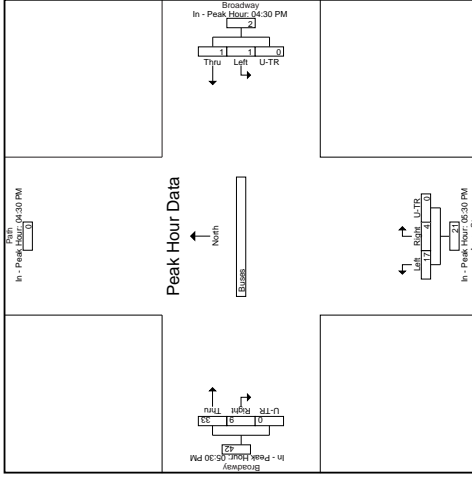 Broadway
In - Peak Hour: 04:30 PM
2
1 1 0
Thru Left U-TR
Path
In - Peak Hour: 04:30 PM
0
Peak Hour Data
North
Buses
Left Right U-TR
17 4 0
21
In - Peak Hour: 05:30 PM
Thru Right U-TR
33 9 0
42
In - Peak Hour: 05:30 PM
Broadway